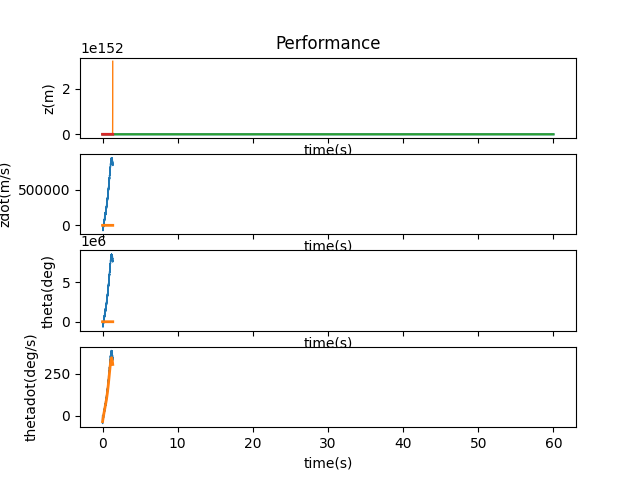 Performance
1e152
z(m)
2
0
time(s)
zdot(m/s)
500000
0
time(s)
1e6
theta(deg)
5
0
time(s)
thetadot(deg/s)
250
0
0 10 20 30 40 50 60
time(s)